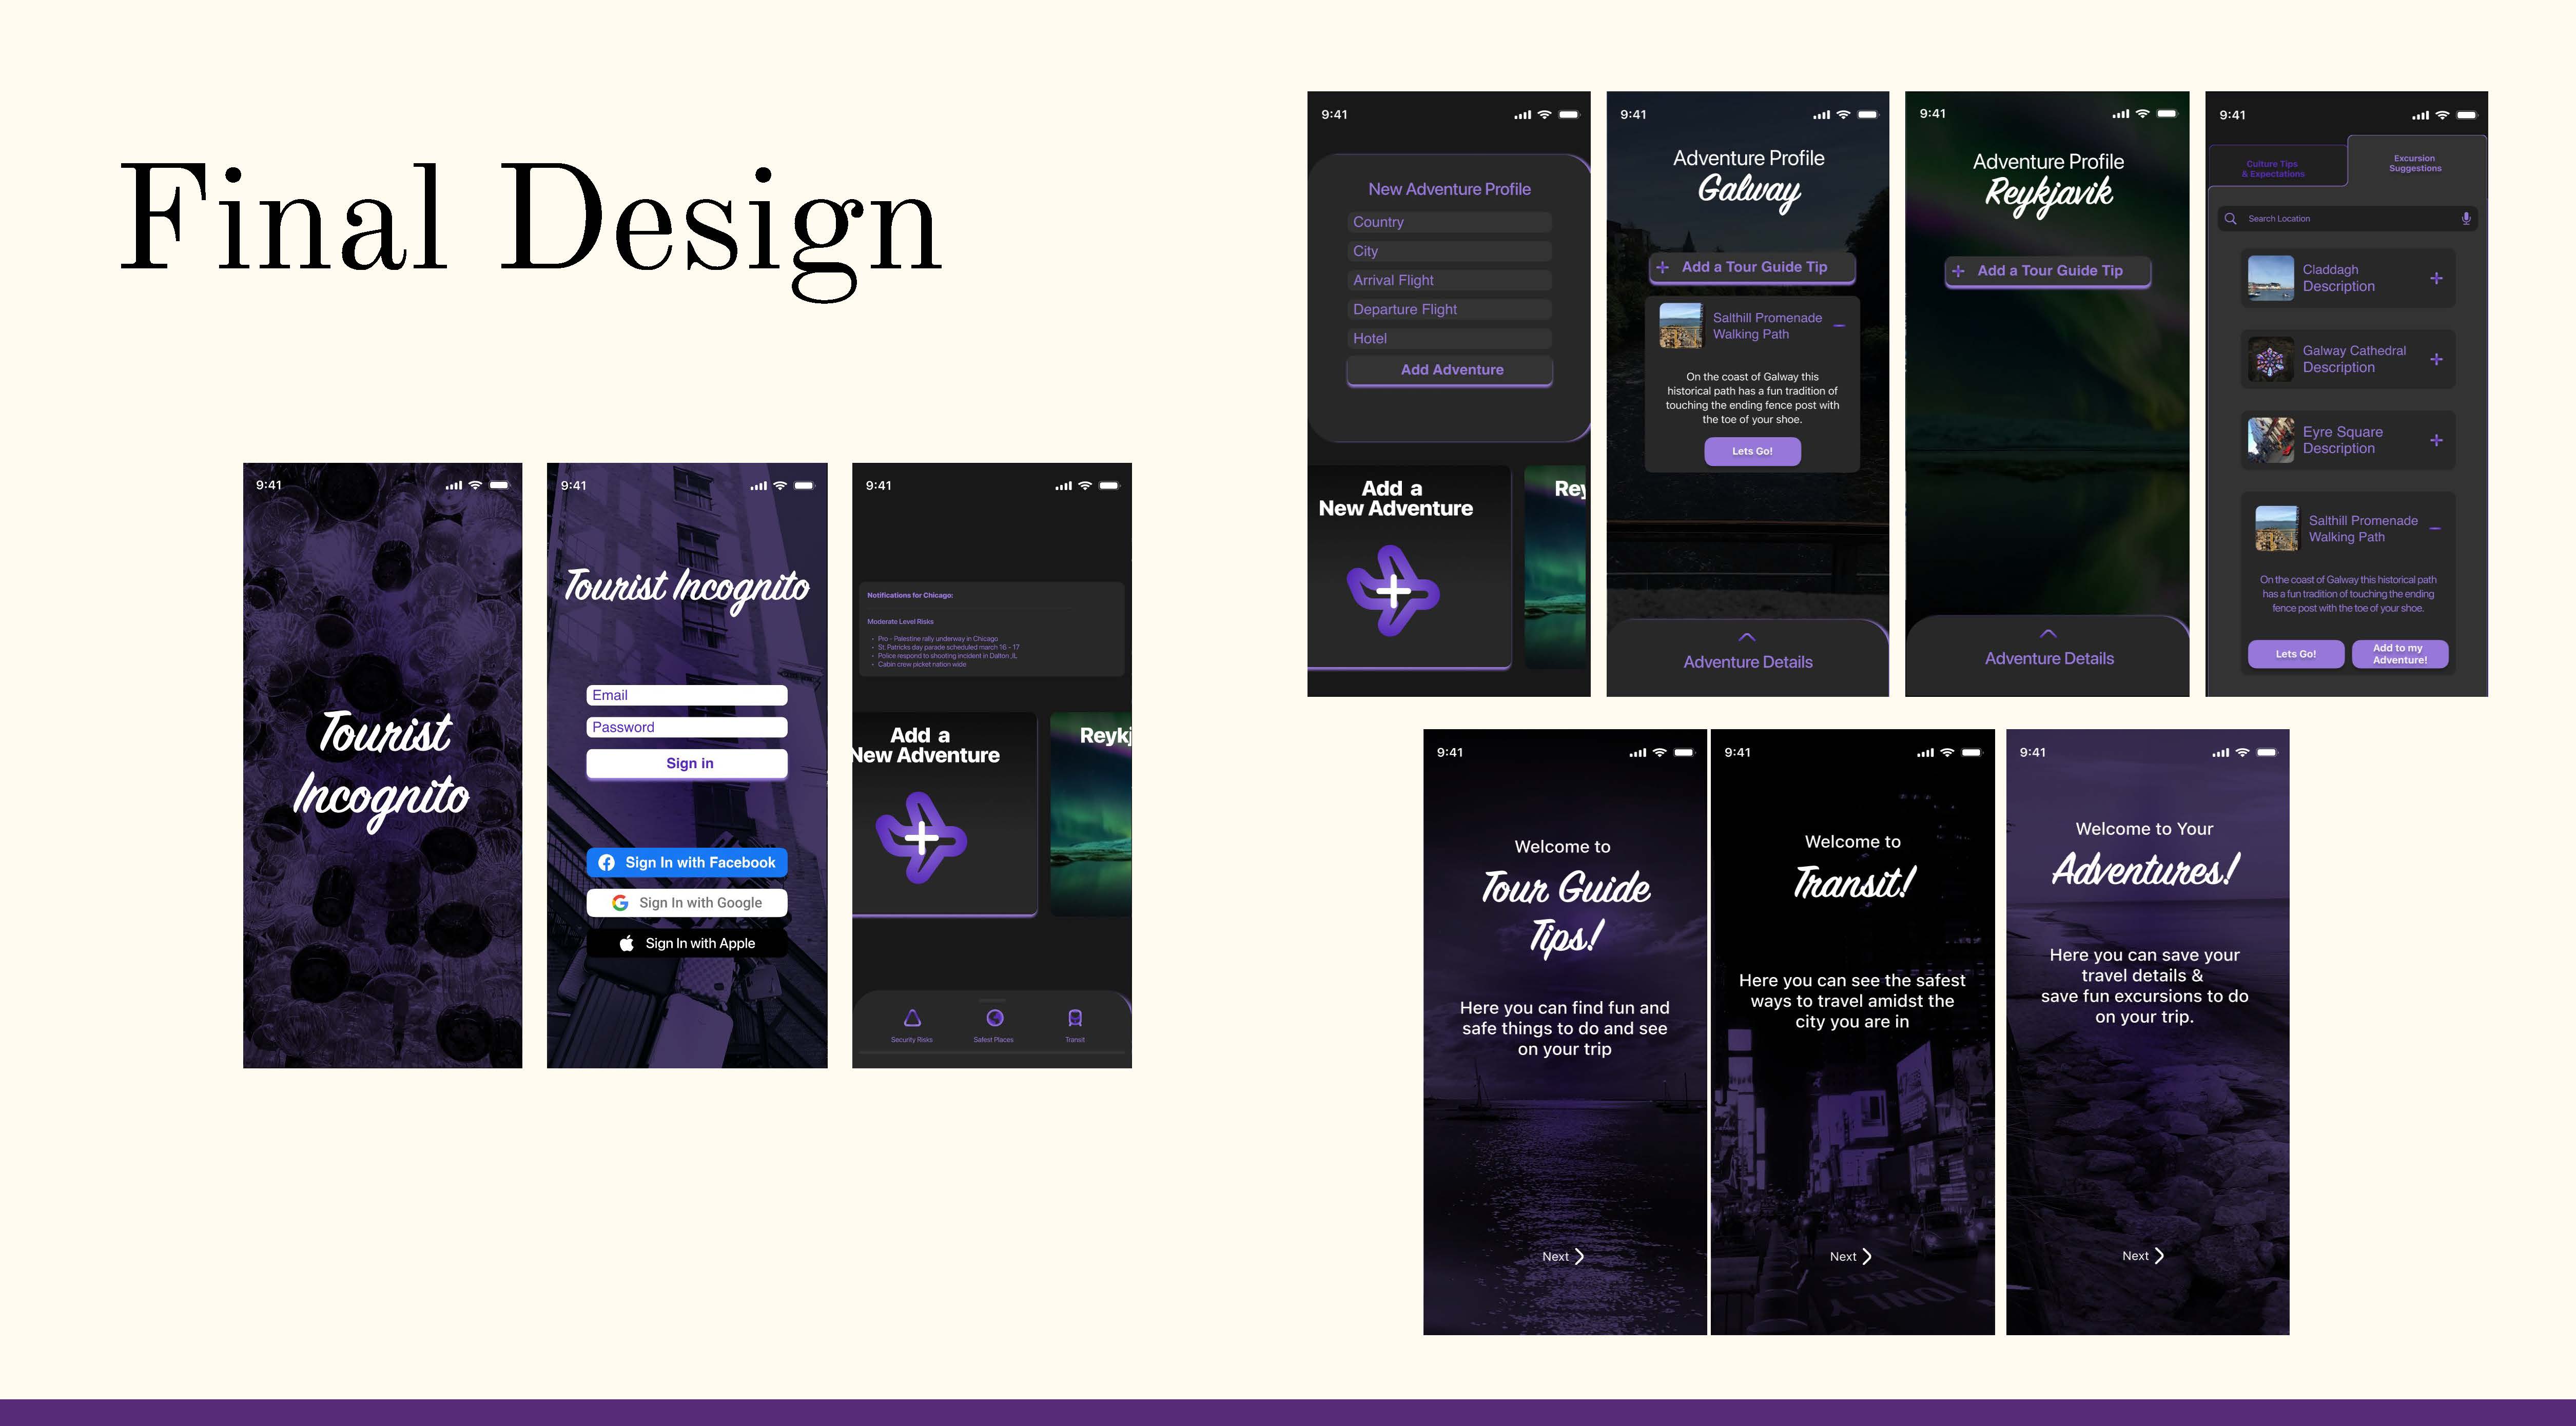 Final Design
9:41
Tourist
Incognito
9:41
Tourist Incognito
Email
Password
Sign in
Sign In with Facebook
Sign In with Google
Sign In with Apple
9:41
Notifications for Chicago:
Moderate Level Risks
• Pro - Palestine rally underway in Chicago
• St. Patricks day parade scheduled march 16 - 17
• Police respond to shooting incident in Dalton ,IL
• Cabin crew picket nation wide
Add a
New Adventure
Reykj
Security Risks
Safest Places
Transit
9:41
New Adventure Profile
Country
City
Arrival Flight
Departure Flight
Hotel
Add Adventure
Add a
New Adventure
Rey
9:41
Adventure Profile
Galway
Add a Tour Guide Tip
Salthill Promenade
Walking Path
On the coast of Galway this
historical path has a fun tradition of
touching the ending fence post with
the toe of your shoe.
Lets Go!
Adventure Details
9:41
Adventure Profile
Reykjavik
Add a Tour Guide Tip
Adventure Details
9:41
Culture Tips
& Expectations
Excursion
Suggestions
Search Location
Claddagh
Description
Galway Cathedral
Description
Eyre Square
Description
Salthill Promenade
Walking Path
On the coast of Galway this historical path
has a fun tradition of touching the ending
fence post with the toe of your shoe.
Lets Go!
Add to my
Adventure!
9:41
Welcome to
Tour Guide
Tips!
Here you can find fun and
safe things to do and see
on your trip
Next
9:41
Welcome to
Transit!
Here you can see the safest
ways to travel amidst the
city you are in
Next
9:41
Welcome to Your
Adventures!
Here you can save your
travel details &
save fun excursions to do
on your trip.
Next